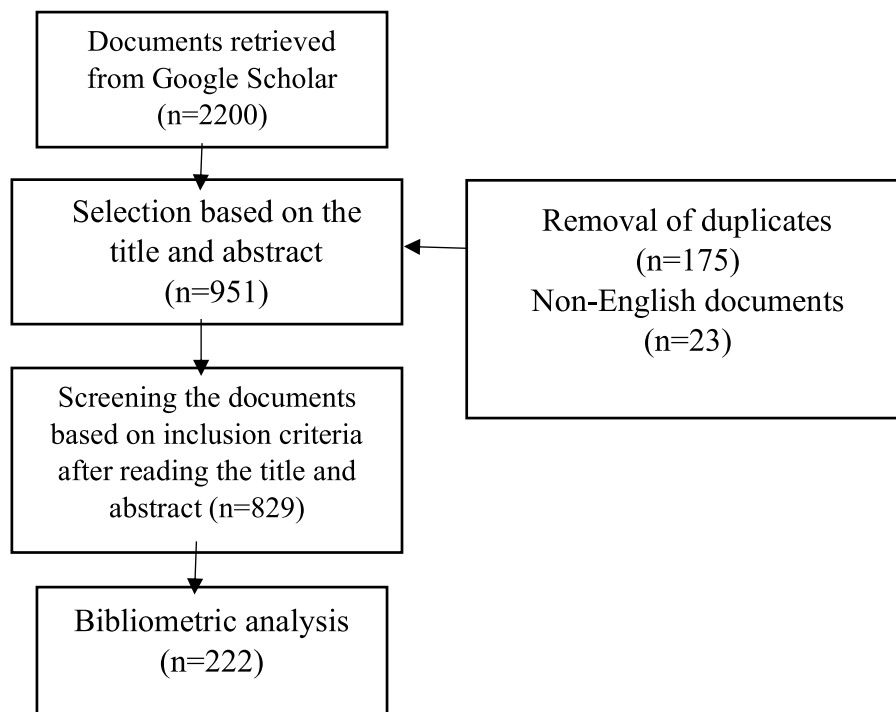 Documents retrieved
from Google Scholar
(n=2200)
Selection based on the
title and abstract
(n=951)
Removal of duplicates
(n=175)
Non-English documents
(n=23)
Screening the documents
based on inclusion criteria
after reading the title and
abstract (n=829)
Bibliometric analysis
(n=222)